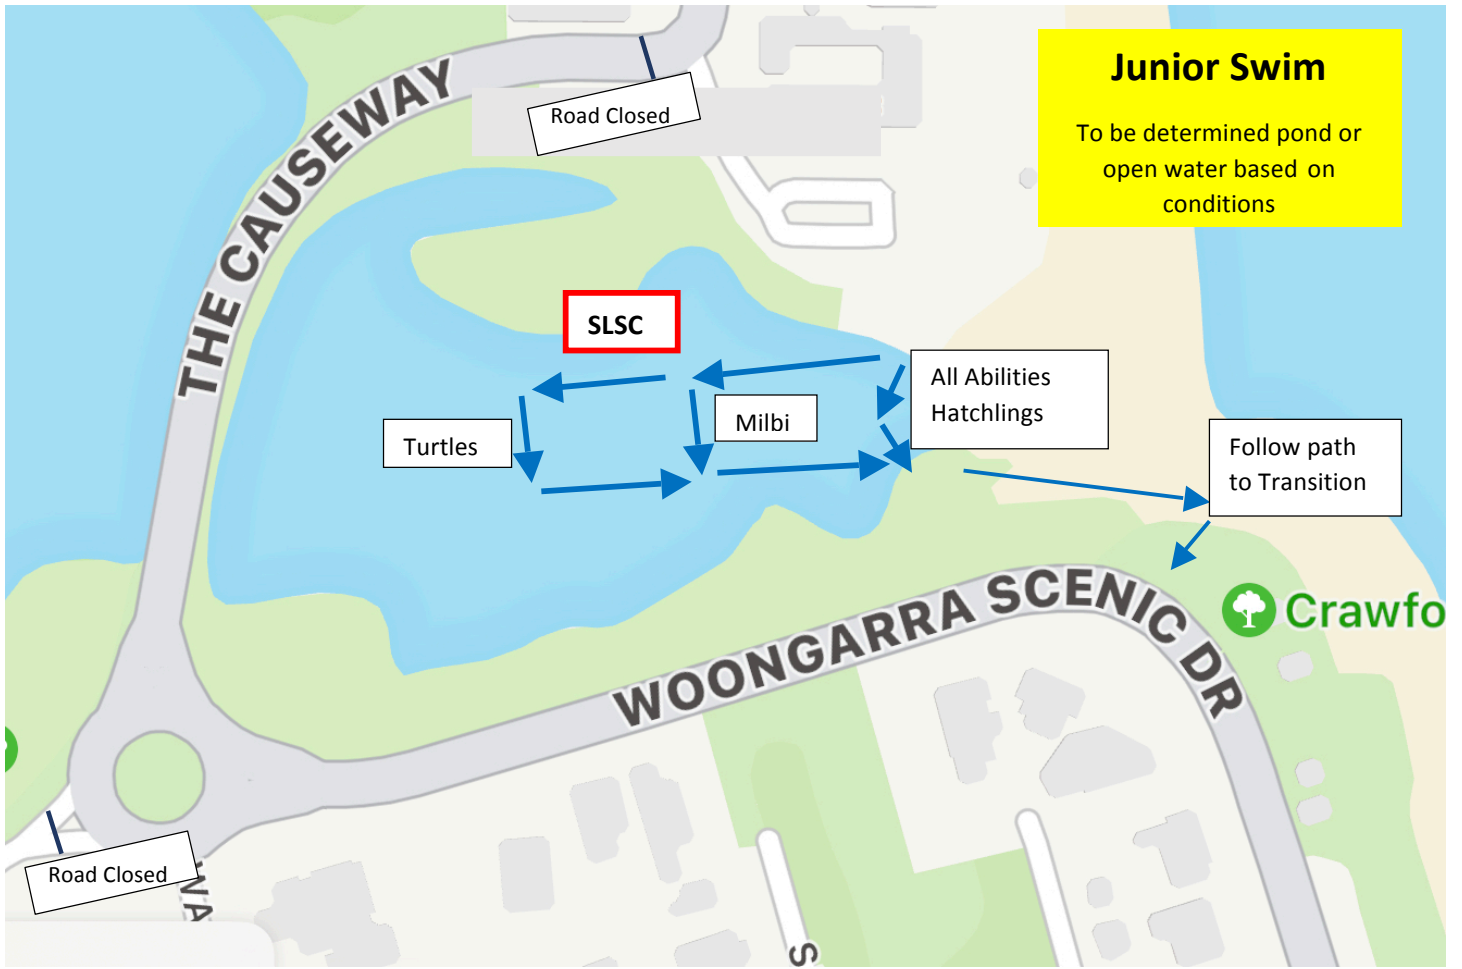 Junior Swim
To be determined pond or
open water based on
conditions
Road Closed
THE CAUSEWAY
SLSC
All Abilities
Hatchlings
Milbi
Turtles
Follow path
to Transition
WOONGARRA SCENIC DR
Crawfo
Road Closed
WA
S